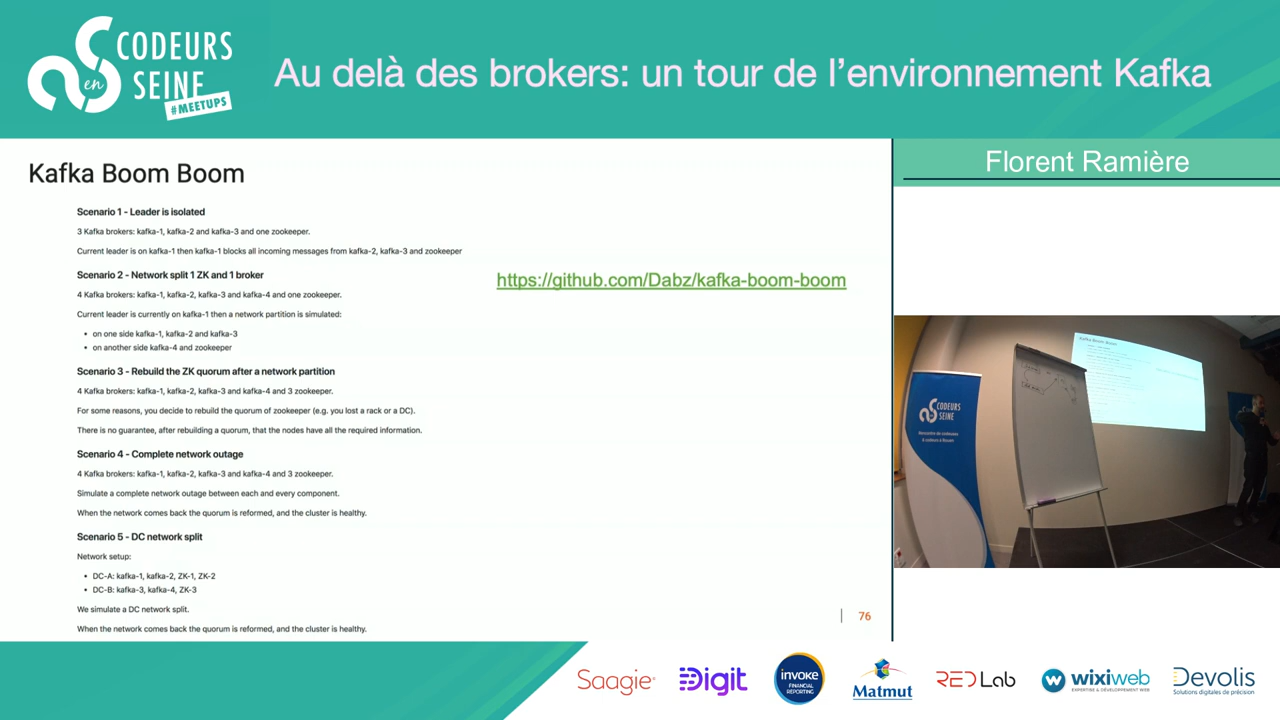 CODEURS
en
SEINE
#MEETUPS
Au delà des brokers: un tour de l'environnement Kafka
Florent Ramière
Kafka Boom Boom
Scenario 1 - Leader is isolated
3 Kafka brokers: kafka-1, kafka-2 and kafka-3 and one zookeeper.
Current leader is on kafka-1 then kafka-1 blocks all incoming messages from kafka-2, kafka-3 and zookeeper
Scenario 2 - Network split 1 ZK and 1 broker
4 Kafka brokers: kafka-1, kafka-2, kafka-3 and kafka-4 and one zookeeper.
Current leader is currently on kafka-1 then a network partition is simulated:
• on one side kafka-1, kafka-2 and kafka-3
• on another side kafka-4 and zookeeper
Scenario 3 - Rebuild the ZK quorum after a network partition
4 Kafka brokers: kafka-1, kafka-2, kafka-3 and kafka-4 and 3 zookeeper.
For some reasons, you decide to rebuild the quorum of zookeeper (e.g. you lost a rack or a DC).
There is no guarantee, after rebuilding a quorum, that the nodes have all the required information.
Scenario 4 - Complete network outage
4 Kafka brokers: kafka-1, kafka-2, kafka-3 and kafka-4 and 3 zookeeper.
Simulate a complete network outage between each and every component.
When the network comes back the quorum is reformed, and the cluster is healthy.
Scenario 5 - DC network split
Network setup:
• DC-A: kafka-1, kafka-2, ZK-1, ZK-2
• DC-B: kafka-3, kafka-4, ZK-3
We simulate a DC network split.
When the network comes back the quorum is reformed, and the cluster is healthy.
https://github.com/Dabz/kafka-boom-boom
76
Kafka Boom Boom
CODEURS
SEINE
Saagie
Digit
invoke
FINANCIAL
REPORTING
Matmut
RED Lab
wixiweb
EXPERTISE & DÉVELOPPEMENT WEB
Devolis
Solutions digitales de précision